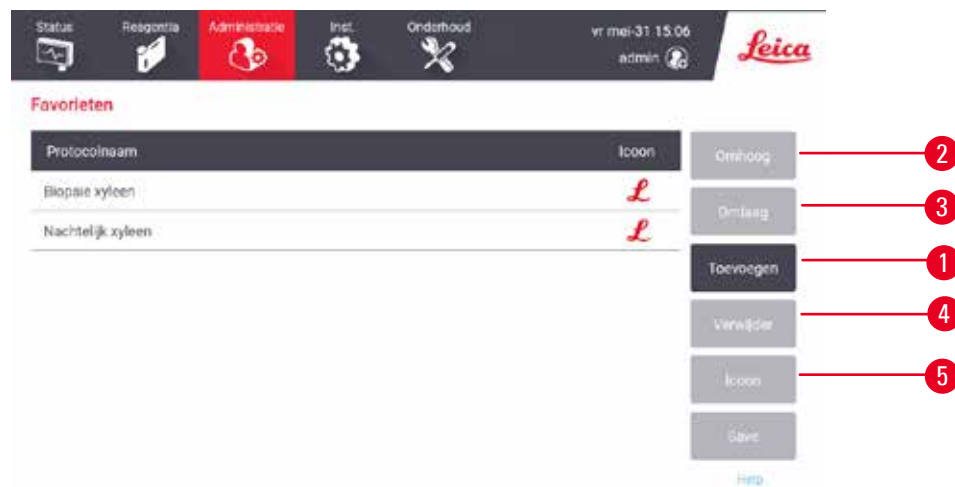 Status Reagentia Administratie Inst. Onderhoud vr mei-31 15:06
admin
Leica
Favorieten
Protocolnaam Icoon
Omhoog 2
Biopsie xyleen
Omlaag 3
Nachtelijk xyleen
Toevoegen 1
Verwijder 4
Icoon 5
Save
Help